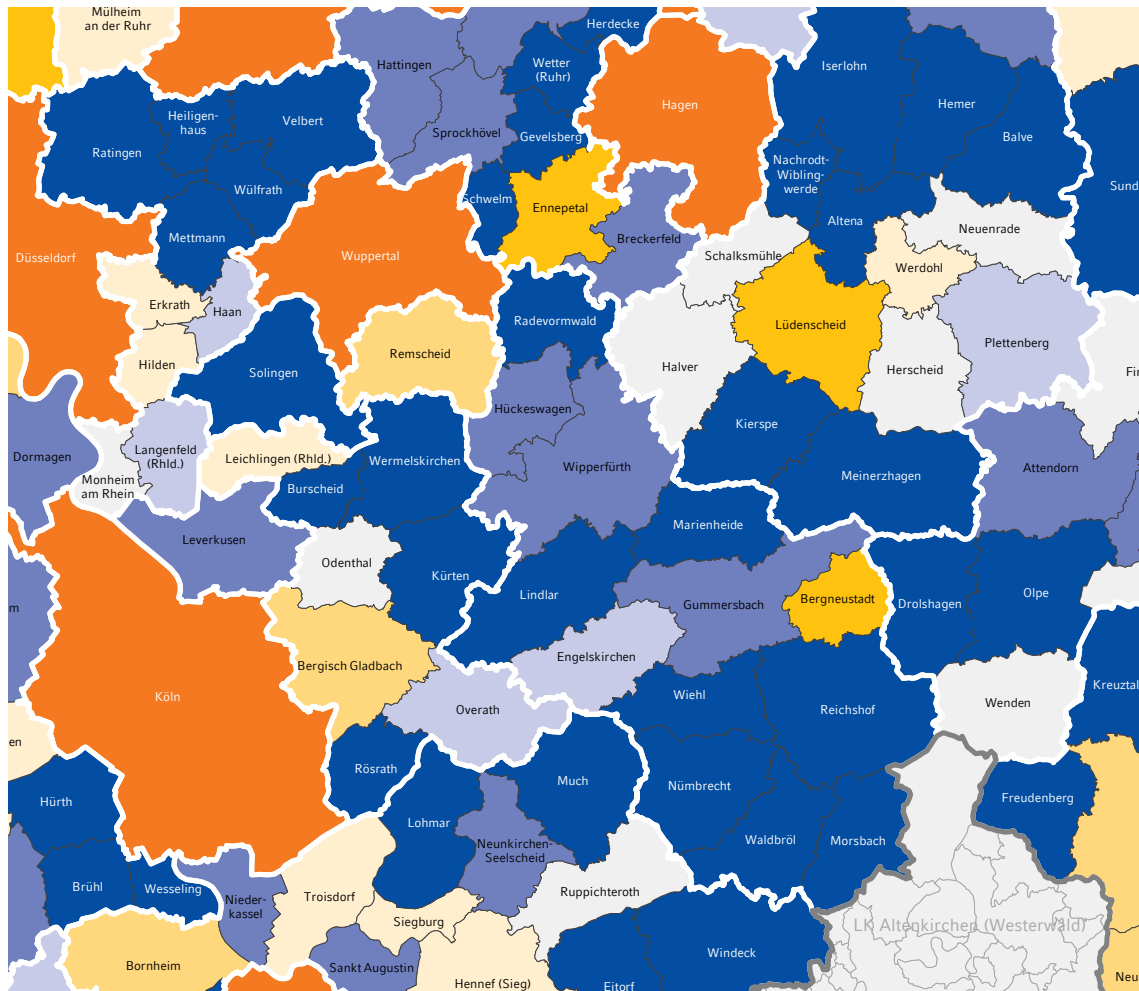 Mülheim
an der Ruhr
Herdecke
Hattingen
Wetter
(Ruhr)
Iserlohn
Hagen
Hemer
Heiligen-
haus
Velbert
Sprockhövel
Gevelsberg
Balve
Ratingen
Nachrodt-
Wibling-
werde
Wülfrath
Schwelm
Sund
Ennepetal
Altena
Mettmann
Breckerfeld
Neuenrade
Düsseldorf
Wuppertal
Schalksmühle
Werdohl
Erkrath
Haan
Radevormwald
Lüdenscheid
Plettenberg
Remscheid
Hilden
Solingen
Halver
Herscheid
Fin
Hückeswagen
Kierspe
Dormagen
Langenfeld
(Rhld.)
Leichlingen (Rhld.)
Wermelskirchen
Wipperfürth
Attendorn
Monheim
am Rhein
Burscheid
Meinerzhagen
Marienheide
Leverkusen
Odenthal
Kürten
Lindlar
Gummersbach
Bergneustadt
Drolshagen
Olpe
m
Engelskirchen
Bergisch Gladbach
Köln
Wiehl
Kreuztal
Overath
Reichshof
Wenden
en
Rösrath
Much
Nümbrecht
Hürth
Freudenberg
Lohmar
Waldbröl
Morsbach
Neunkirchen-
Seelscheid
Brühl
Wesseling
Troisdorf
Ruppichteroth
Nieder-
kassel
Siegburg
LK Altenkirchen (Westerwald)
Windeck
Bornheim
Sankt Augustin
Hennef (Sieg)
Eitorf
Neu